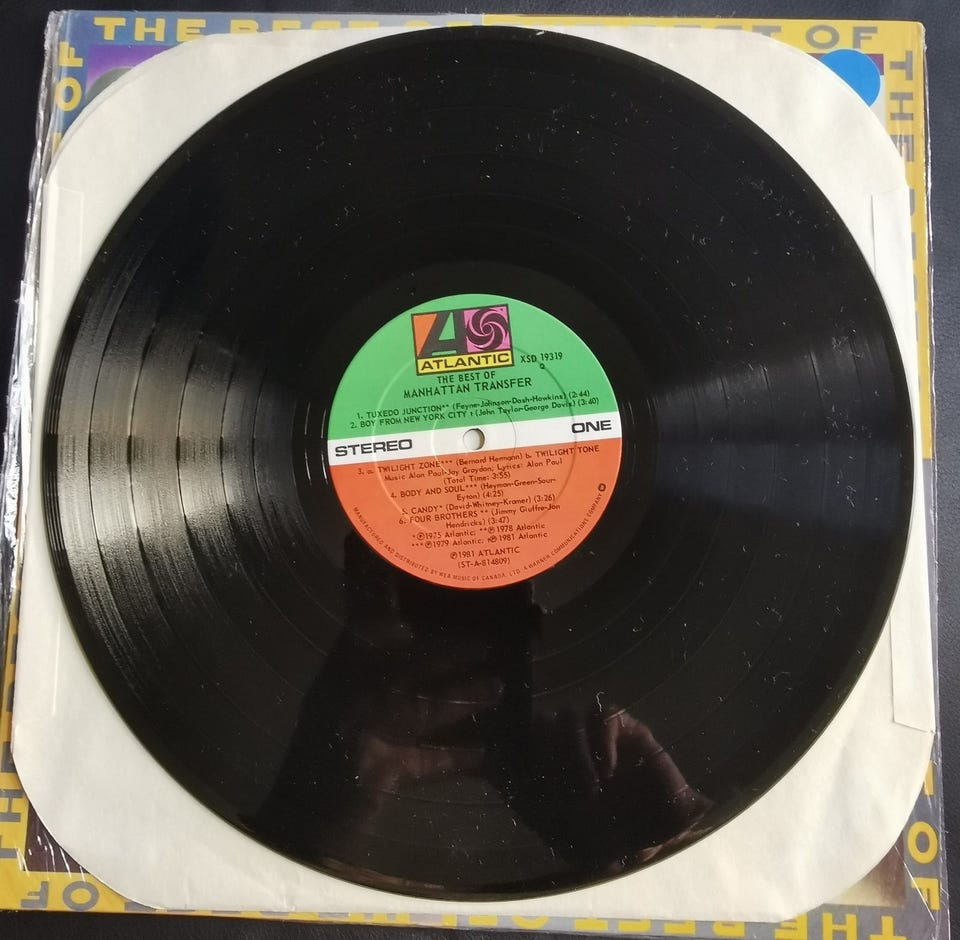 THE BEST OF
OF
ATLANTIC
XSD 19319
THE BEST OF
MANHATTAN TRANSFER
1. TUXEDO JUNCTION** (Feyne-Johnson-Dash-Hawkins) (2:44)
2. BOY FROM NEW YORK CITY (John Taylor-George Davis) (3:40)
STEREO
ONE
3. a. TWILIGHT ZONE*** (Bernard Hermann) b. TWILIGHT TONE
Music Alan Paul-Jay Graydon; Lyrics: Alan Paul
(Total Time: 3:55)
4. BODY AND SOUL*** (Heyman-Green-Sour-
Eyton) (4:25)
5. CANDY* (David-Whitney-Kramer) (3:26)
6. FOUR BROTHERS** (Jimmy Giuffre-Jon
Hendricks) (3:47)
*℗1975 Atlantic; **℗1978 Atlantic
***℗1979 Atlantic; ℗1981 Atlantic
℗1981 ATLANTIC
(ST-A-814809)
MANUFACTURED AND DISTRIBUTED BY WEA MUSIC OF CANADA, LTD. A WARNER COMMUNICATIONS COMPANY
THE BEST OF